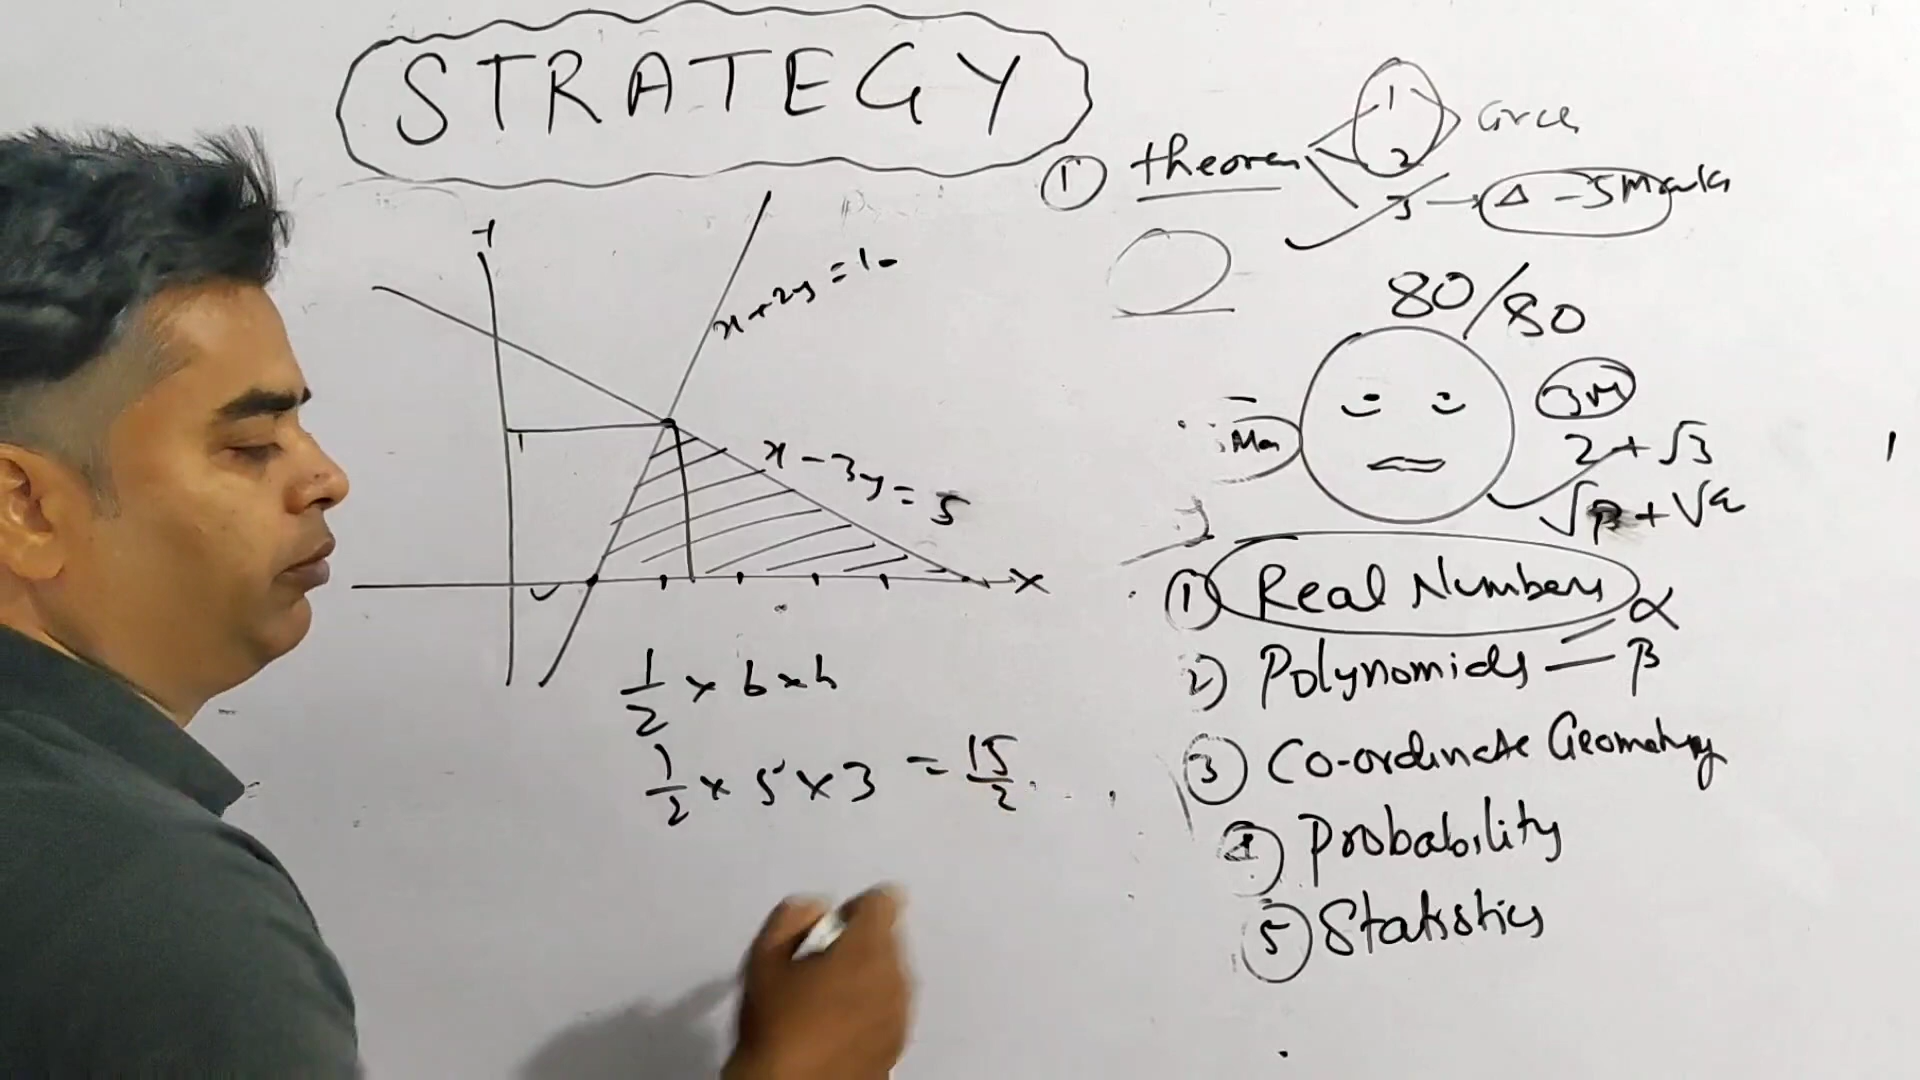 STRATEGY
① theorem
1
2
circle
3 → Δ - 5 Marks
80/80
3M
2 + √3
x + 2y = 10
x - 3y = 5
x
1/2 × b × h
1/2 × 5 × 3 = 15/2
① Real Numbers
α
2) Polynomials = β
③ Co-ordinate Geometry
④ Probability
⑤ Statistics